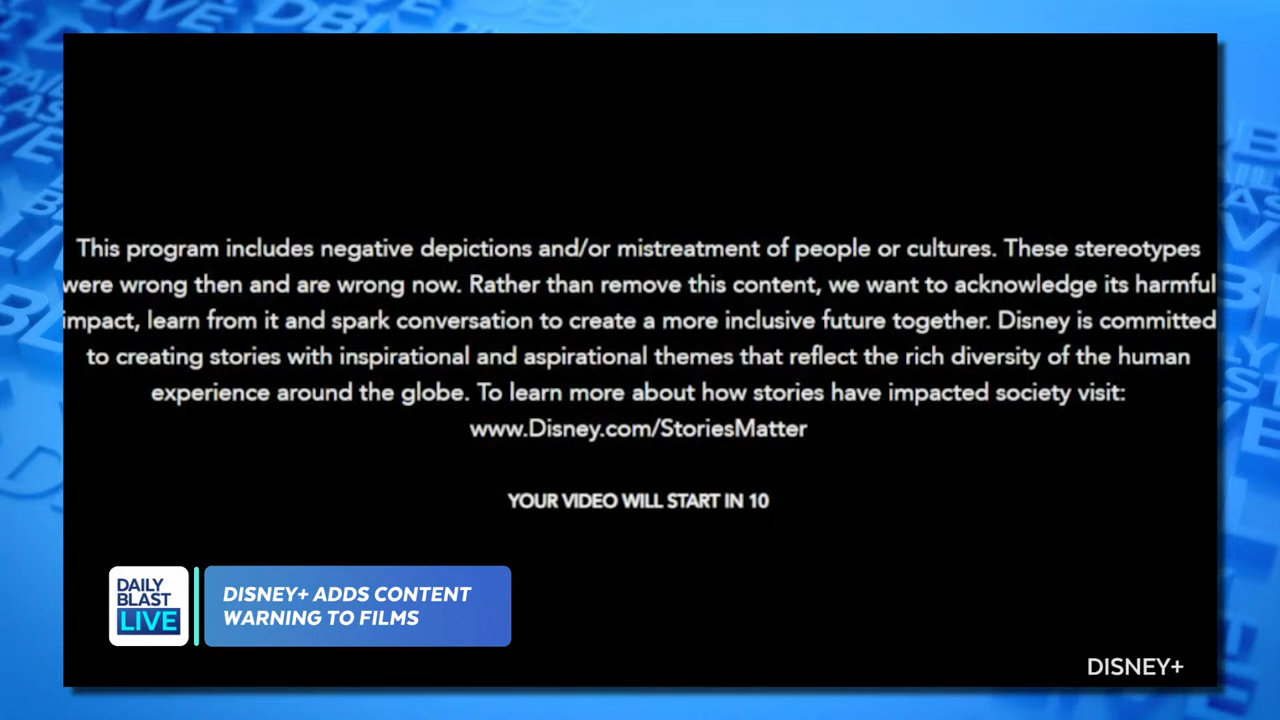 This program includes negative depictions and/or mistreatment of people or cultures. These stereotypes
were wrong then and are wrong now. Rather than remove this content, we want to acknowledge its harmful
impact, learn from it and spark conversation to create a more inclusive future together. Disney is committed
to creating stories with inspirational and aspirational themes that reflect the rich diversity of the human
experience around the globe. To learn more about how stories have impacted society visit:
www.Disney.com/StoriesMatter
YOUR VIDEO WILL START IN 10
DAILY
BLAST
LIVE
DISNEY+ ADDS CONTENT
WARNING TO FILMS
DISNEY+